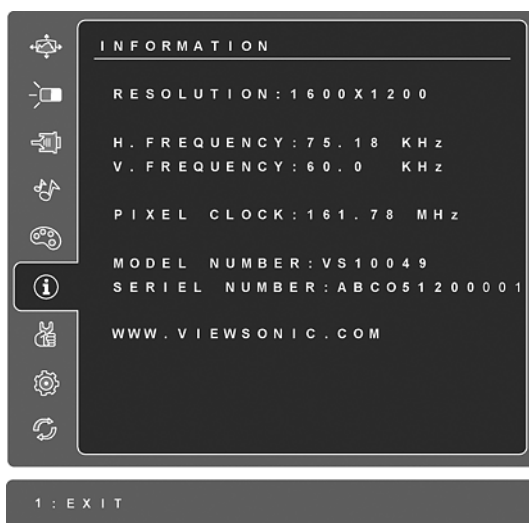 INFORMATION
RESOLUTION:1600X1200
H.FREQUENCY:75.18 KHz
V.FREQUENCY:60.0 KHz
PIXEL CLOCK:161.78 MHz
MODEL NUMBER:VS10049
SERIEL NUMBER:ABCO51200001
WWW.VIEWSONIC.COM
1:EXIT